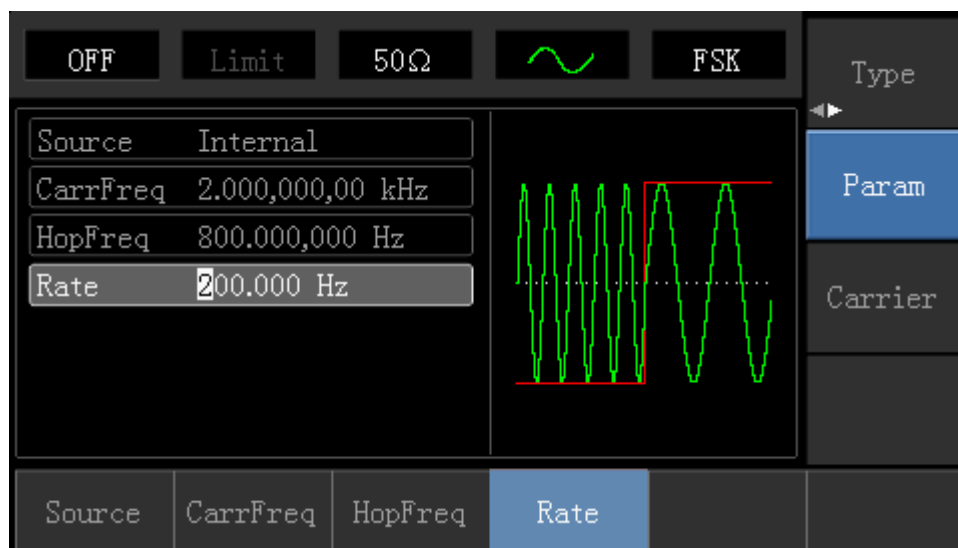 OFF Limit 50Ω FSK
Type
Source Internal
CarrFreq 2.000,000,00 kHz
HopFreq 800.000,000 Hz
Rate 200.000 Hz
Param
Carrier
Source CarrFreq HopFreq Rate